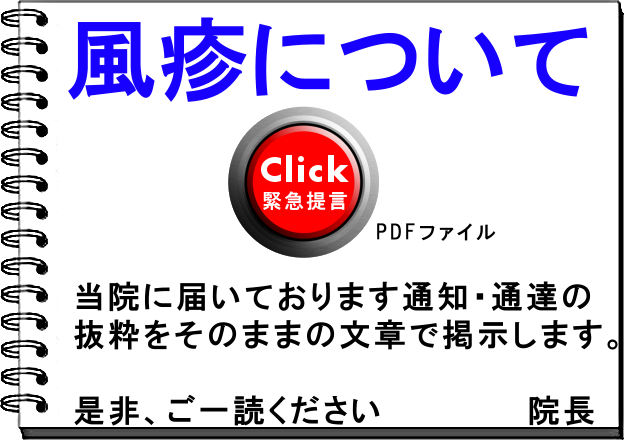 風疹について
Click
緊急提言
PDFファイル
当院に届いております通知・通達の
抜粋をそのままの文章で掲示します。
是非、ご一読ください 院長